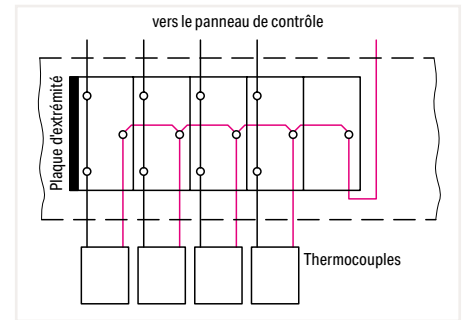 vers le panneau de contrôle
Plaque d'extrémité
Thermocouples